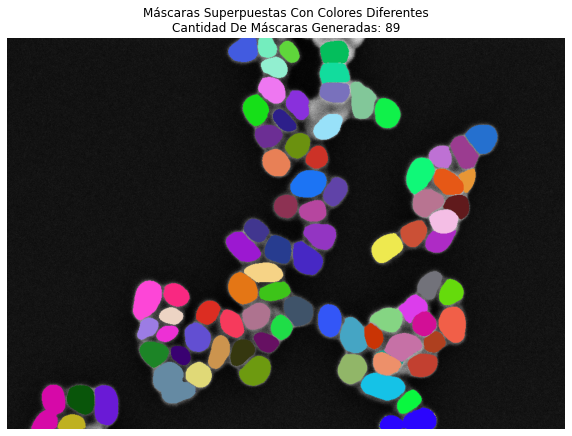 Máscaras Superpuestas Con Colores Diferentes
Cantidad De Máscaras Generadas: 89